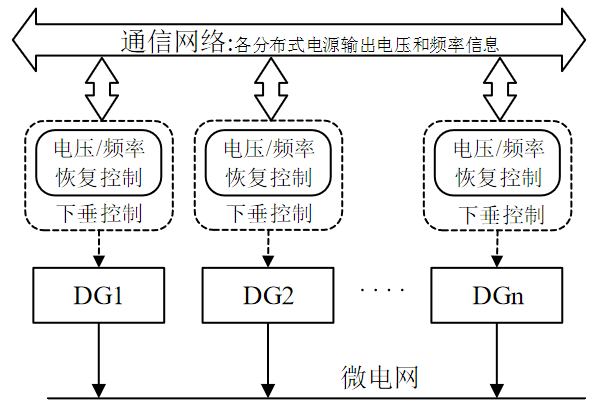 通信网络:各分布式电源输出电压和频率信息
电压/频率
恢复控制
下垂控制
电压/频率
恢复控制
下垂控制
电压/频率
恢复控制
下垂控制
DG1
DG2
····
DGn
微电网